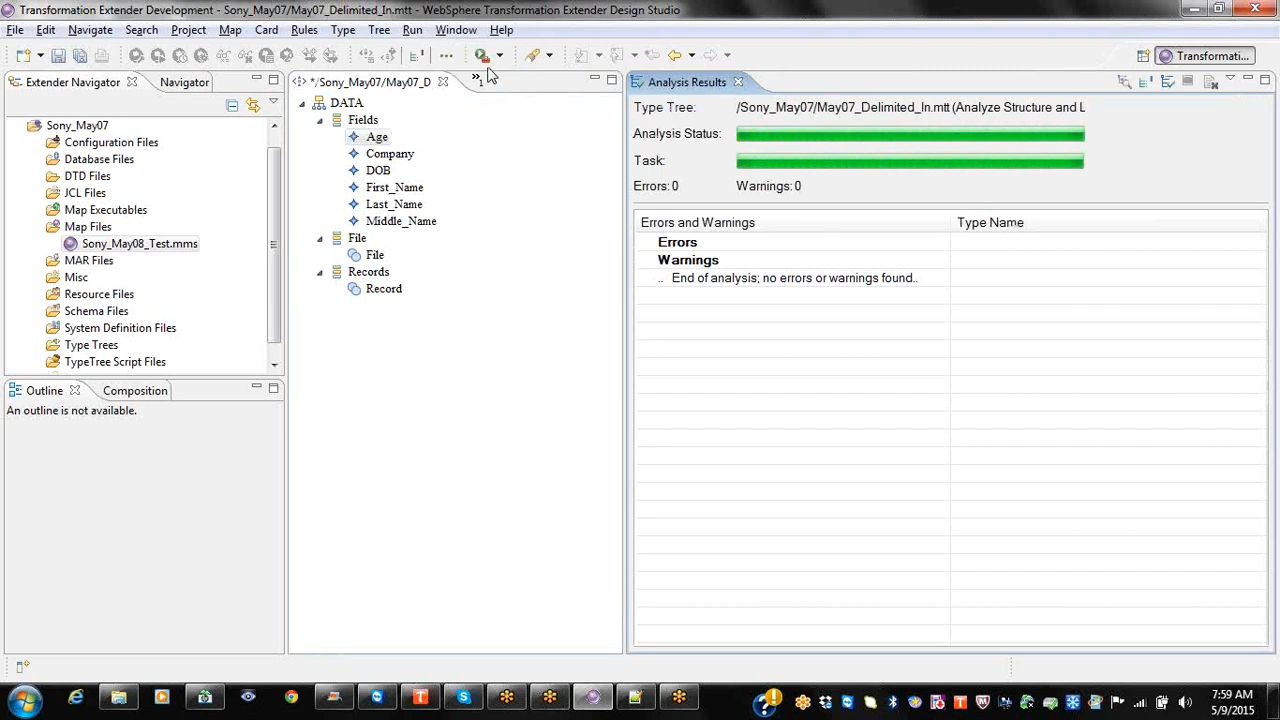 Transformation Extender Development - Sony_May07/May07_Delimited_In.mtt - WebSphere Transformation Extender Design Studio
File Edit Navigate Search Project Map Card Rules Type Tree Run Window Help
Transformati...
Extender Navigator Navigator
*/Sony_May07/May07_D
1
Analysis Results
Sony_May07
Configuration Files
Database Files
DTD Files
JCL Files
Map Executables
Map Files
Sony_May08_Test.mms
MAR Files
Misc
Resource Files
Schema Files
System Definition Files
Type Trees
TypeTree Script Files
DATA
Fields
Age
Company
DOB
First_Name
Last_Name
Middle_Name
File
File
Records
Record
Type Tree: /Sony_May07/May07_Delimited_In.mtt (Analyze Structure and L
Analysis Status:
Task:
Errors:0 Warnings:0
Errors and Warnings Type Name
Errors
Warnings
.. End of analysis; no errors or warnings found..
Outline Composition
An outline is not available.
7:59 AM
5/9/2015